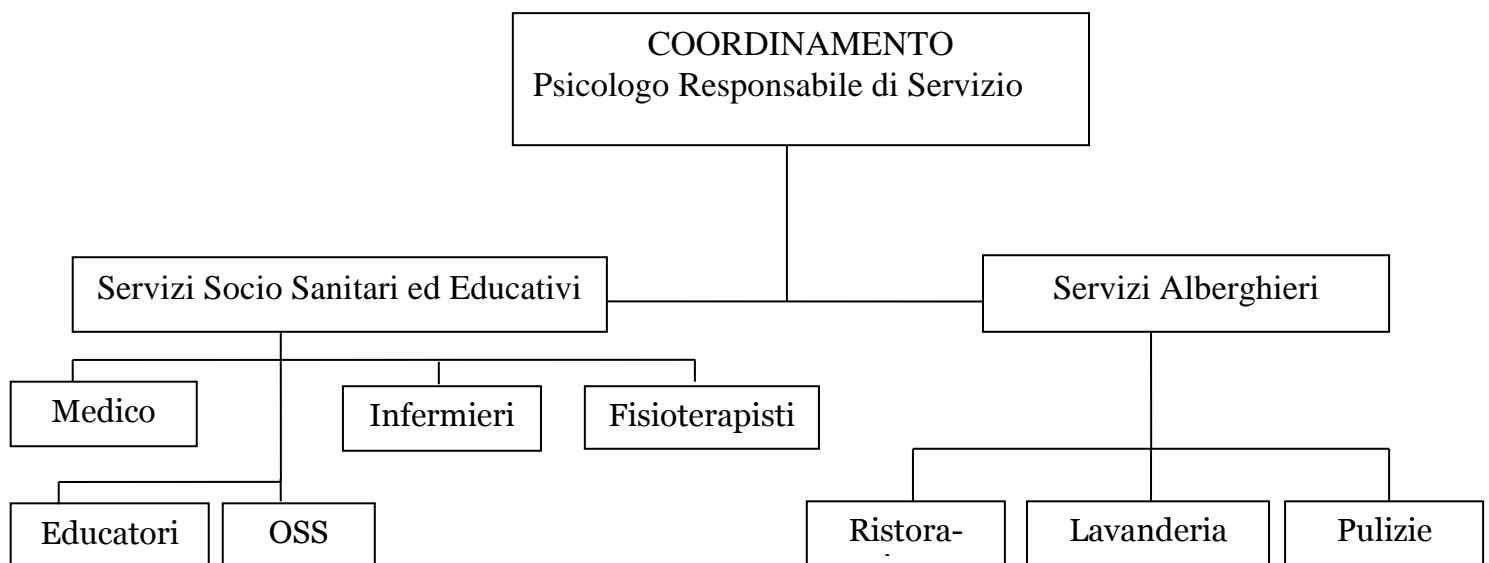 COORDINAMENTO
Psicologo Responsabile di Servizio
Servizi Socio Sanitari ed Educativi
Servizi Alberghieri
Medico
Infermieri
Fisioterapisti
Educatori
OSS
Ristora-
Lavanderia
Pulizie